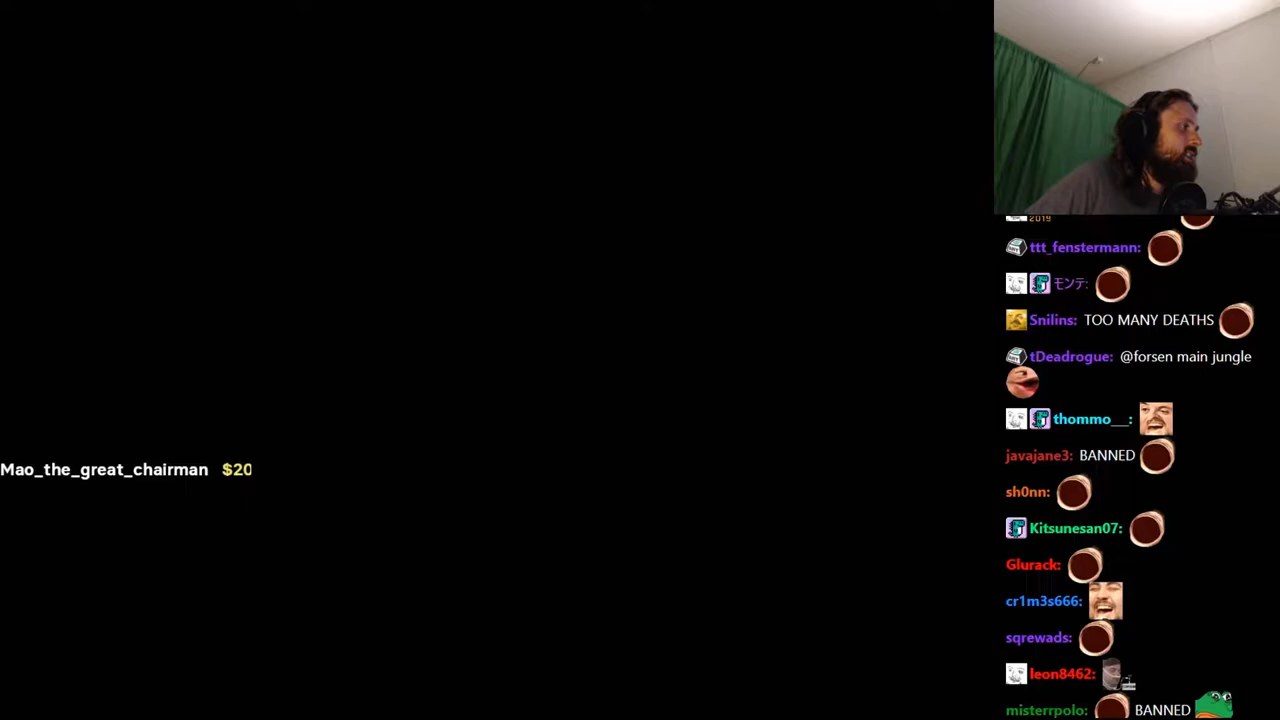 2019
ttt_fenstermann:
モンテ:
Snilins: TOO MANY DEATHS
tDeadrogue: @forsen main jungle
thommo__:
javajane3: BANNED
sh0nn:
Mao_the_great_chairman $20
Kitsunesan07:
Glurack:
cr1m3s666:
sqrewads:
leon8462:
misterrpolo: BANNED